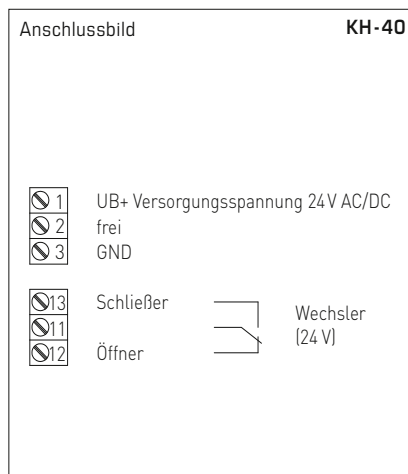 Anschlussbild KH-40
1 UB+ Versorgungsspannung 24 V AC/DC
2 frei
3 GND
13 Schließer
11
12 Öffner
Wechsler
(24 V)